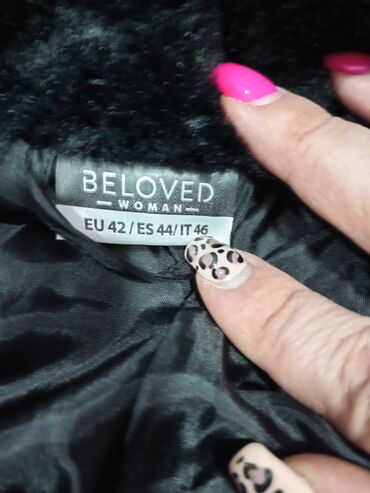 BELOVED
WOMAN
EU 42 / ES 44/ IT 46